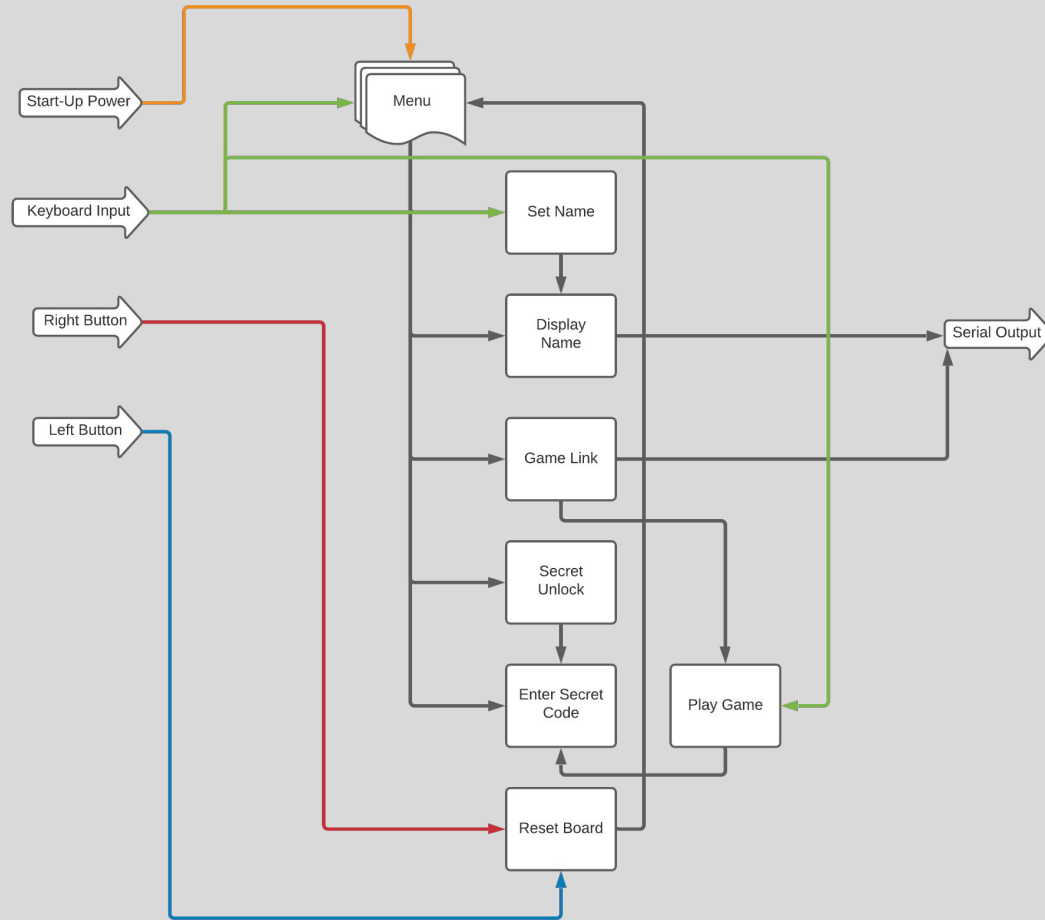 Start-Up Power
Menu
Keyboard Input
Set Name
Right Button
Display
Name
Serial Output
Left Button
Game Link
Secret
Unlock
Enter Secret
Code
Play Game
Reset Board